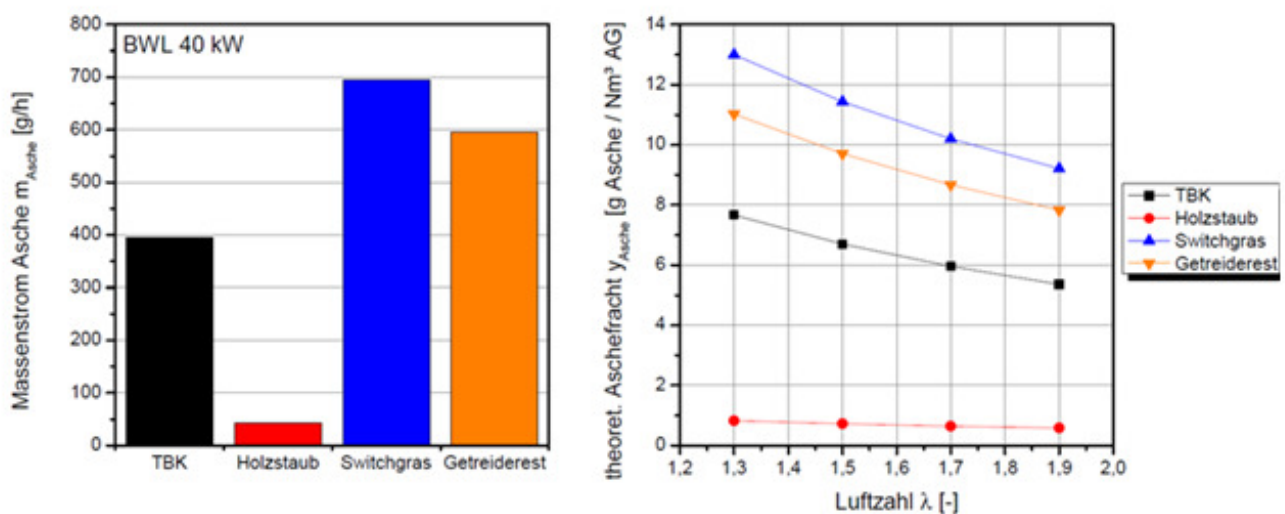 BWL 40 kW
Massenstrom Asche m_Asche [g/h]
800
700
600
500
400
300
200
100
0
TBK Holzstaub Switchgras Getreiderest
theoret. Aschefracht y_Asche [g Asche / Nm³ AG]
14
12
10
8
6
4
2
0
1,2 1,3 1,4 1,5 1,6 1,7 1,8 1,9 2,0
Luftzahl λ [-]
TBK
Holzstaub
Switchgras
Getreiderest